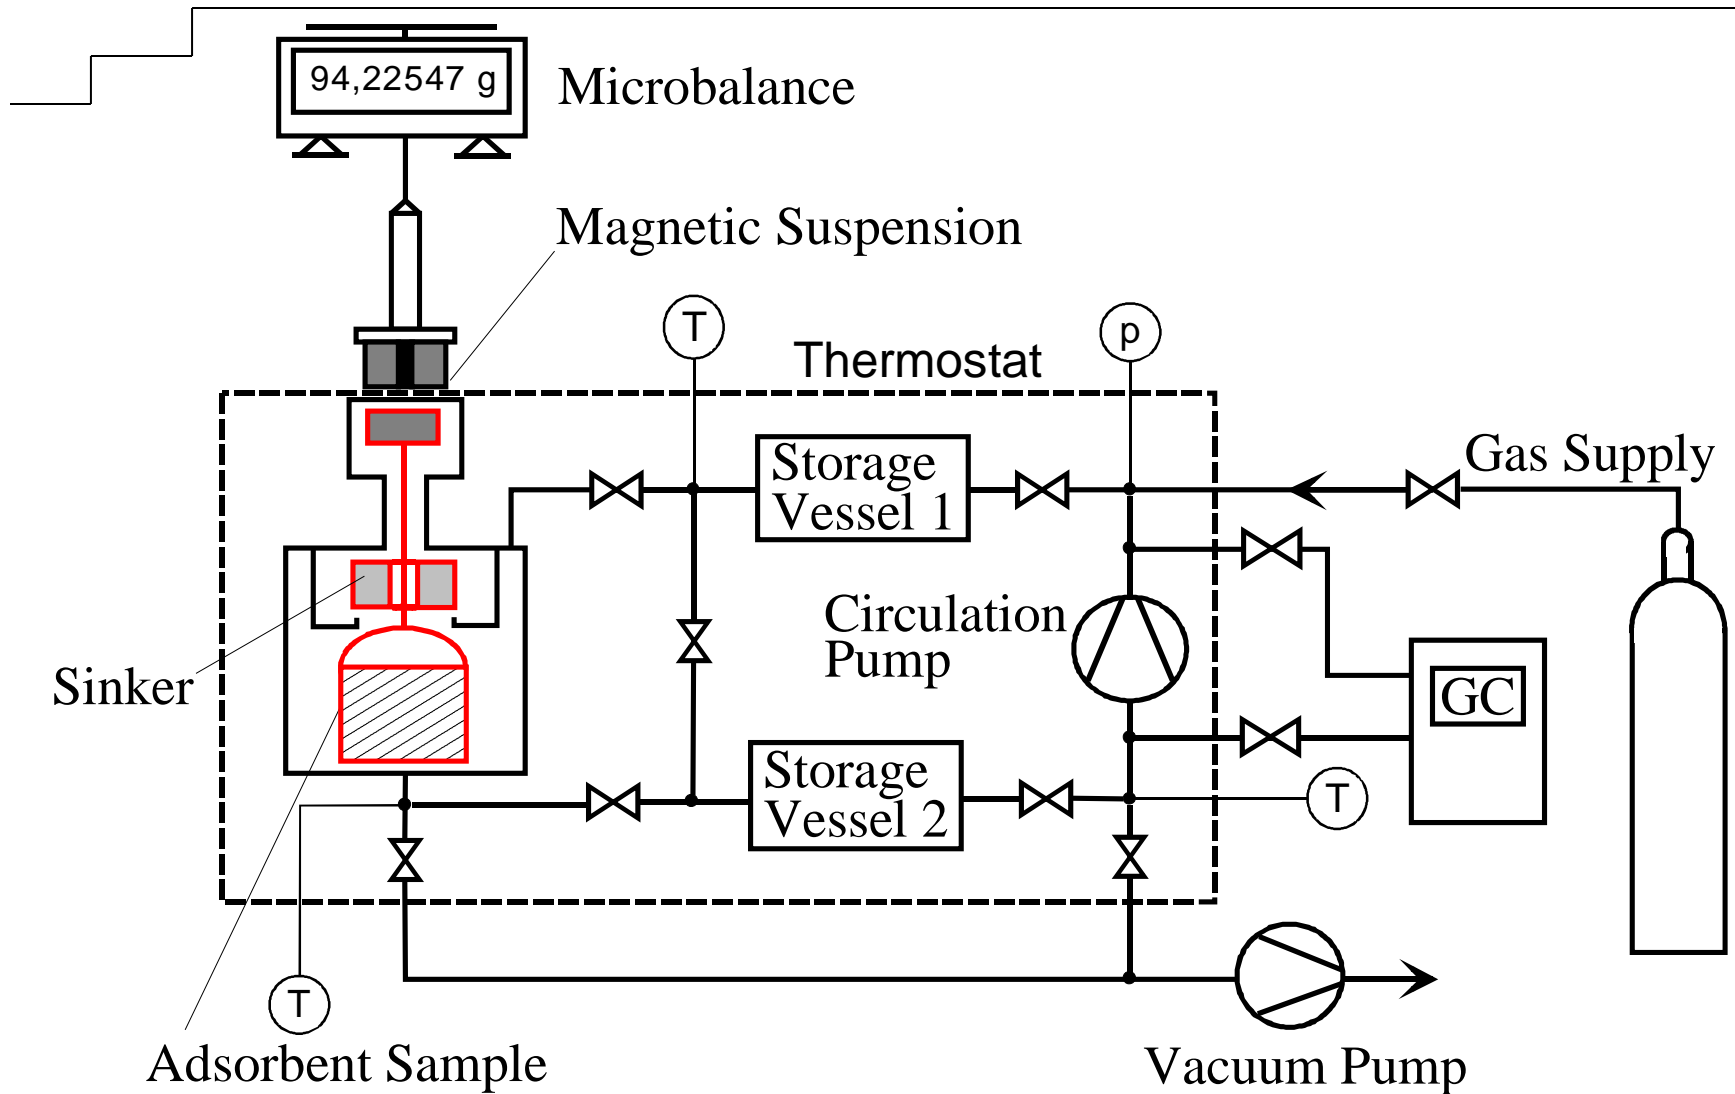 94,22547 g
Microbalance
Magnetic Suspension
T
p
Thermostat
Storage
Vessel 1
Gas Supply
Circulation
Pump
Sinker
GC
Storage
Vessel 2
T
T
Adsorbent Sample
Vacuum Pump